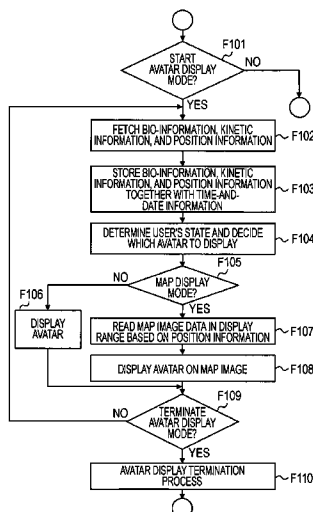 F101
START
AVATAR DISPLAY
MODE?
NO
YES
FETCH BIO-INFORMATION, KINETIC
INFORMATION, AND POSITION INFORMATION
F102
STORE BIO-INFORMATION, KINETIC
INFORMATION, AND POSITION INFORMATION
TOGETHER WITH TIME-AND-
DATE INFORMATION
F103
DETERMINE USER'S STATE AND DECIDE
WHICH AVATAR TO DISPLAY
F104
F105
NO
MAP DISPLAY
MODE?
F106
YES
DISPLAY
AVATAR
READ MAP IMAGE DATA IN DISPLAY
RANGE BASED ON POSITION INFORMATION
F107
DISPLAY AVATAR ON MAP IMAGE
F108
F109
NO
TERMINATE
AVATAR DISPLAY
MODE?
YES
AVATAR DISPLAY TERMINATION
PROCESS
F110